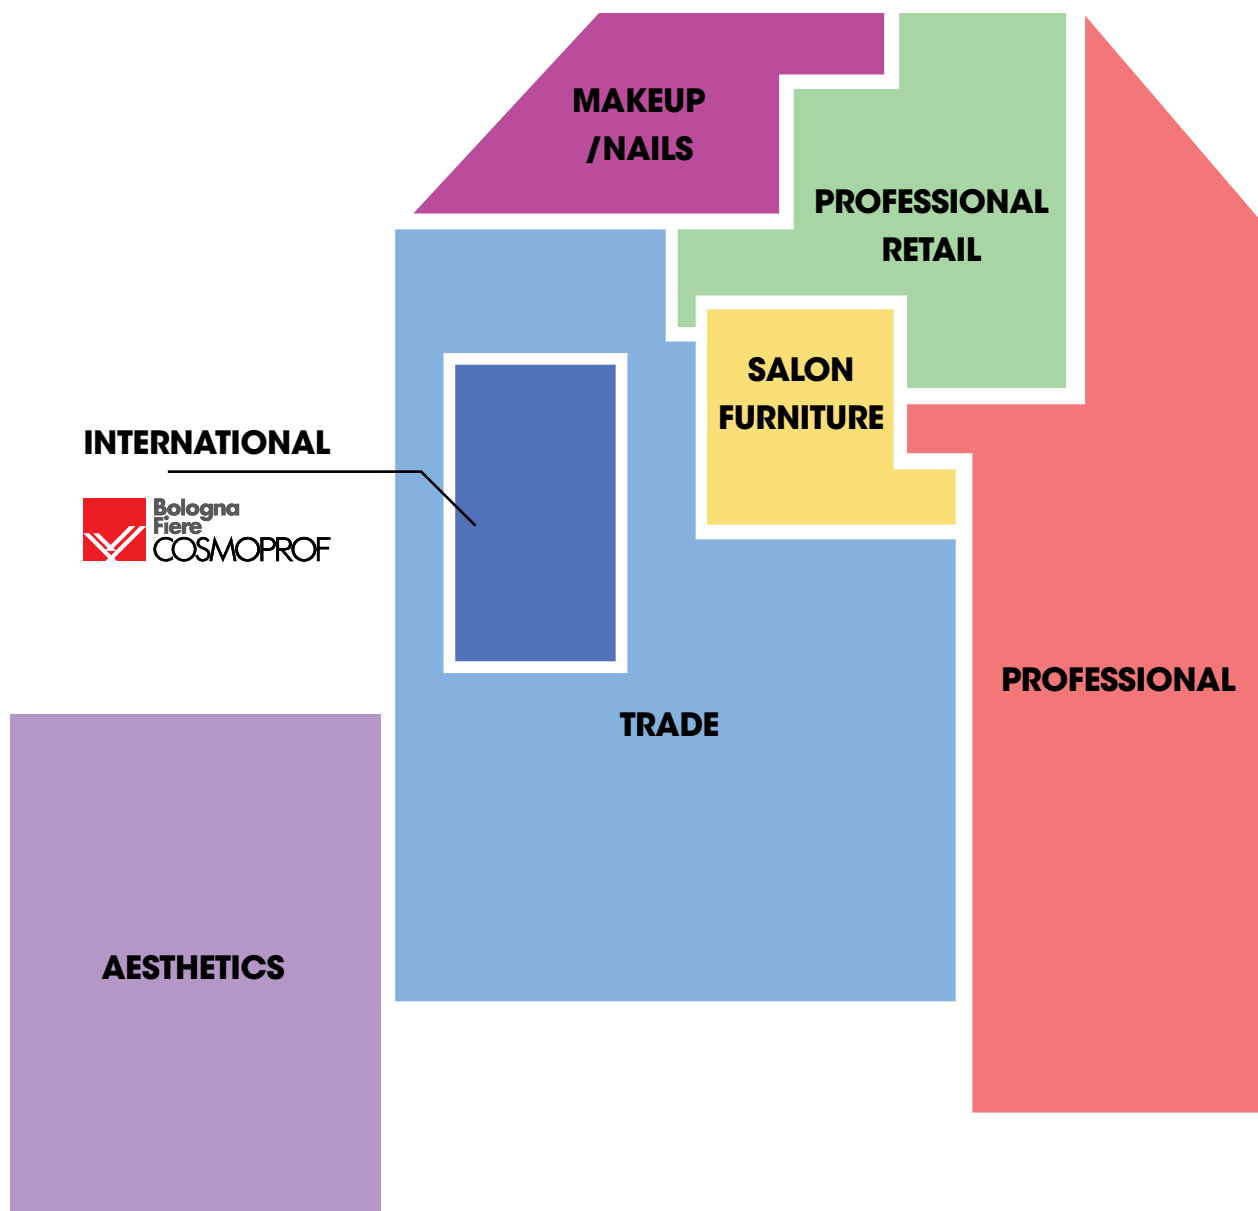 MAKEUP
/NAILS
PROFESSIONAL
RETAIL
SALON
FURNITURE
INTERNATIONAL
Bologna
Fiere
COSMOPROF
PROFESSIONAL
TRADE
AESTHETICS